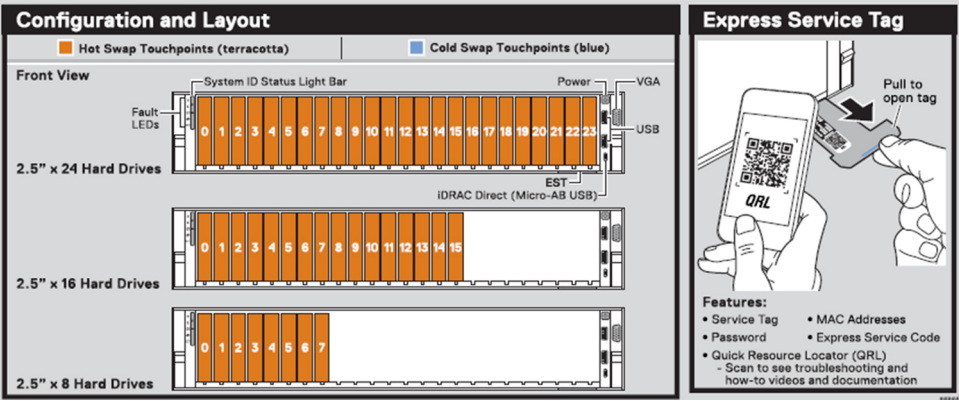 Configuration and Layout
Hot Swap Touchpoints (terracotta)
Cold Swap Touchpoints (blue)
Front View
System ID Status Light Bar
Power
VGA
Fault
LEDs
0 1 2 3 4 5 6 7 8 9 10 11 12 13 14 15 16 17 18 19 20 21 22 23
USB
2.5" x 24 Hard Drives
EST
iDRAC Direct (Micro-AB USB)
0 1 2 3 4 5 6 7 8 9 10 11 12 13 14 15
2.5" x 16 Hard Drives
0 1 2 3 4 5 6 7
2.5" x 8 Hard Drives
Express Service Tag
Pull to
open tag
QRL
Features:
• Service Tag
• MAC Addresses
• Password
• Express Service Code
• Quick Resource Locator (QRL)
- Scan to see troubleshooting and
how-to videos and documentation